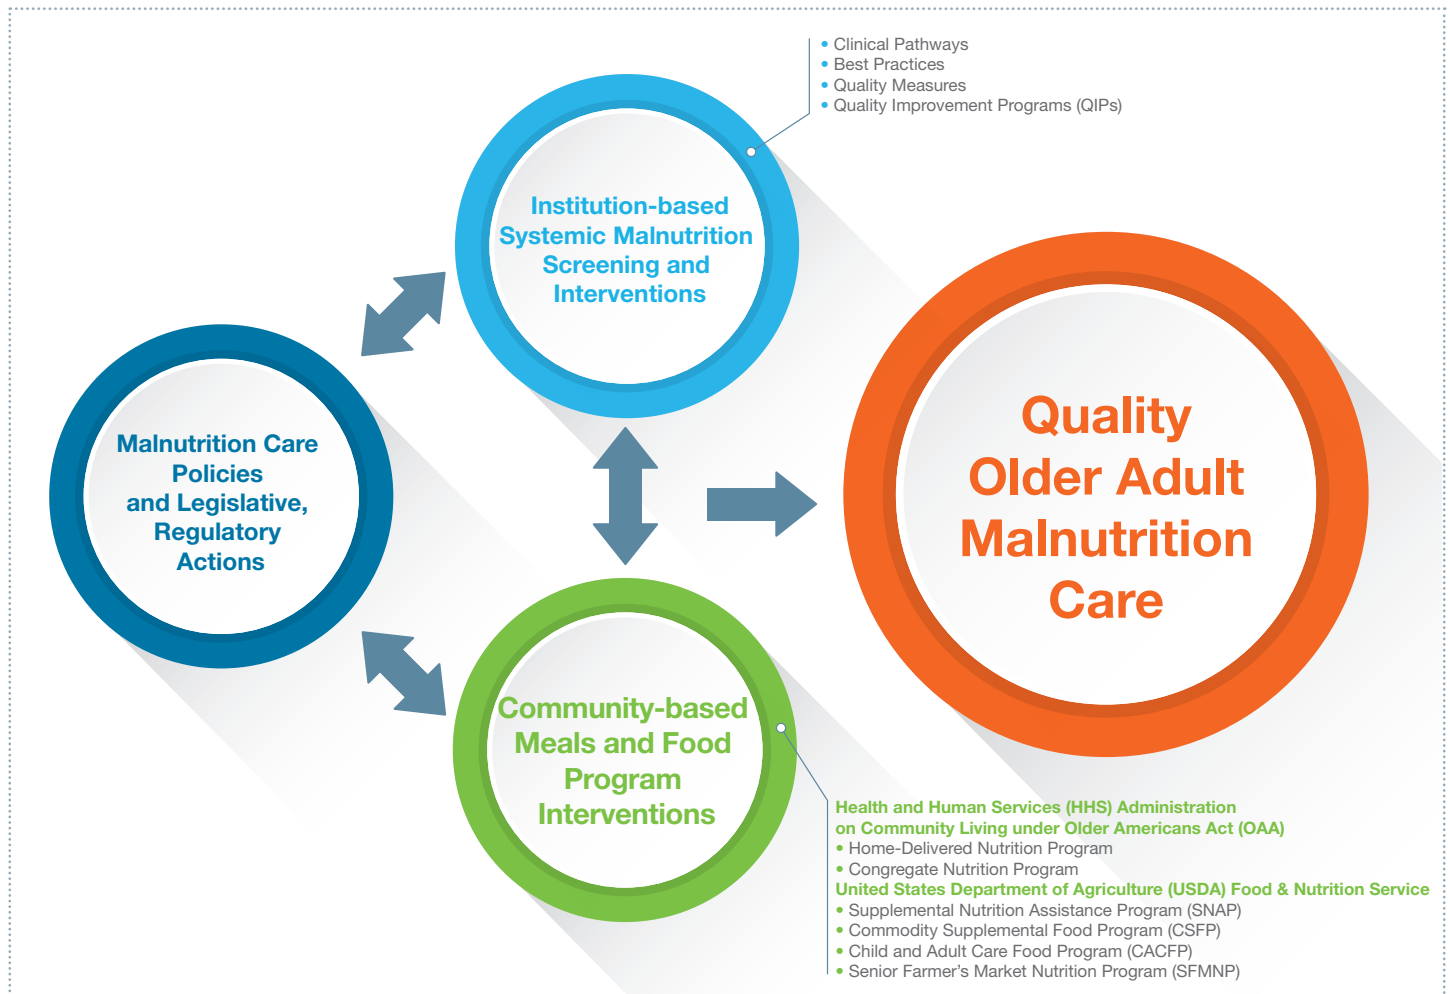 • Clinical Pathways
• Best Practices
• Quality Measures
• Quality Improvement Programs (QIPs)
Institution-based
Systemic Malnutrition
Screening and
Interventions
Malnutrition Care
Policies
and Legislative,
Regulatory
Actions
Quality
Older Adult
Malnutrition
Care
Community-based
Meals and Food
Program
Interventions
Health and Human Services (HHS) Administration
on Community Living under Older Americans Act (OAA)
• Home-Delivered Nutrition Program
• Congregate Nutrition Program
United States Department of Agriculture (USDA) Food & Nutrition Service
• Supplemental Nutrition Assistance Program (SNAP)
• Commodity Supplemental Food Program (CSFP)
• Child and Adult Care Food Program (CACFP)
• Senior Farmer’s Market Nutrition Program (SFMNP)